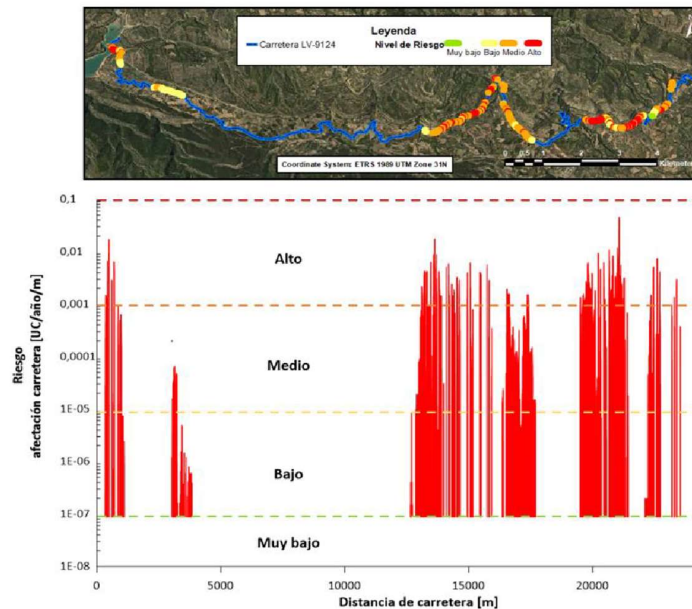 Leyenda
Carretera LV-9124
Nivel de Riesgo
Muy bajo Bajo Medio Alto
Coordinate System: ETRS 1989 UTM Zone 31N
0 0,5 1 2 3 4
0,1
0,01
0,001
0,0001
1E-05
1E-06
1E-07
1E-08
Riesgo
afectación carretera [UC/año/m]
Alto
Medio
Bajo
Muy bajo
0 5000 10000 15000 20000
Distancia de carretera [m]